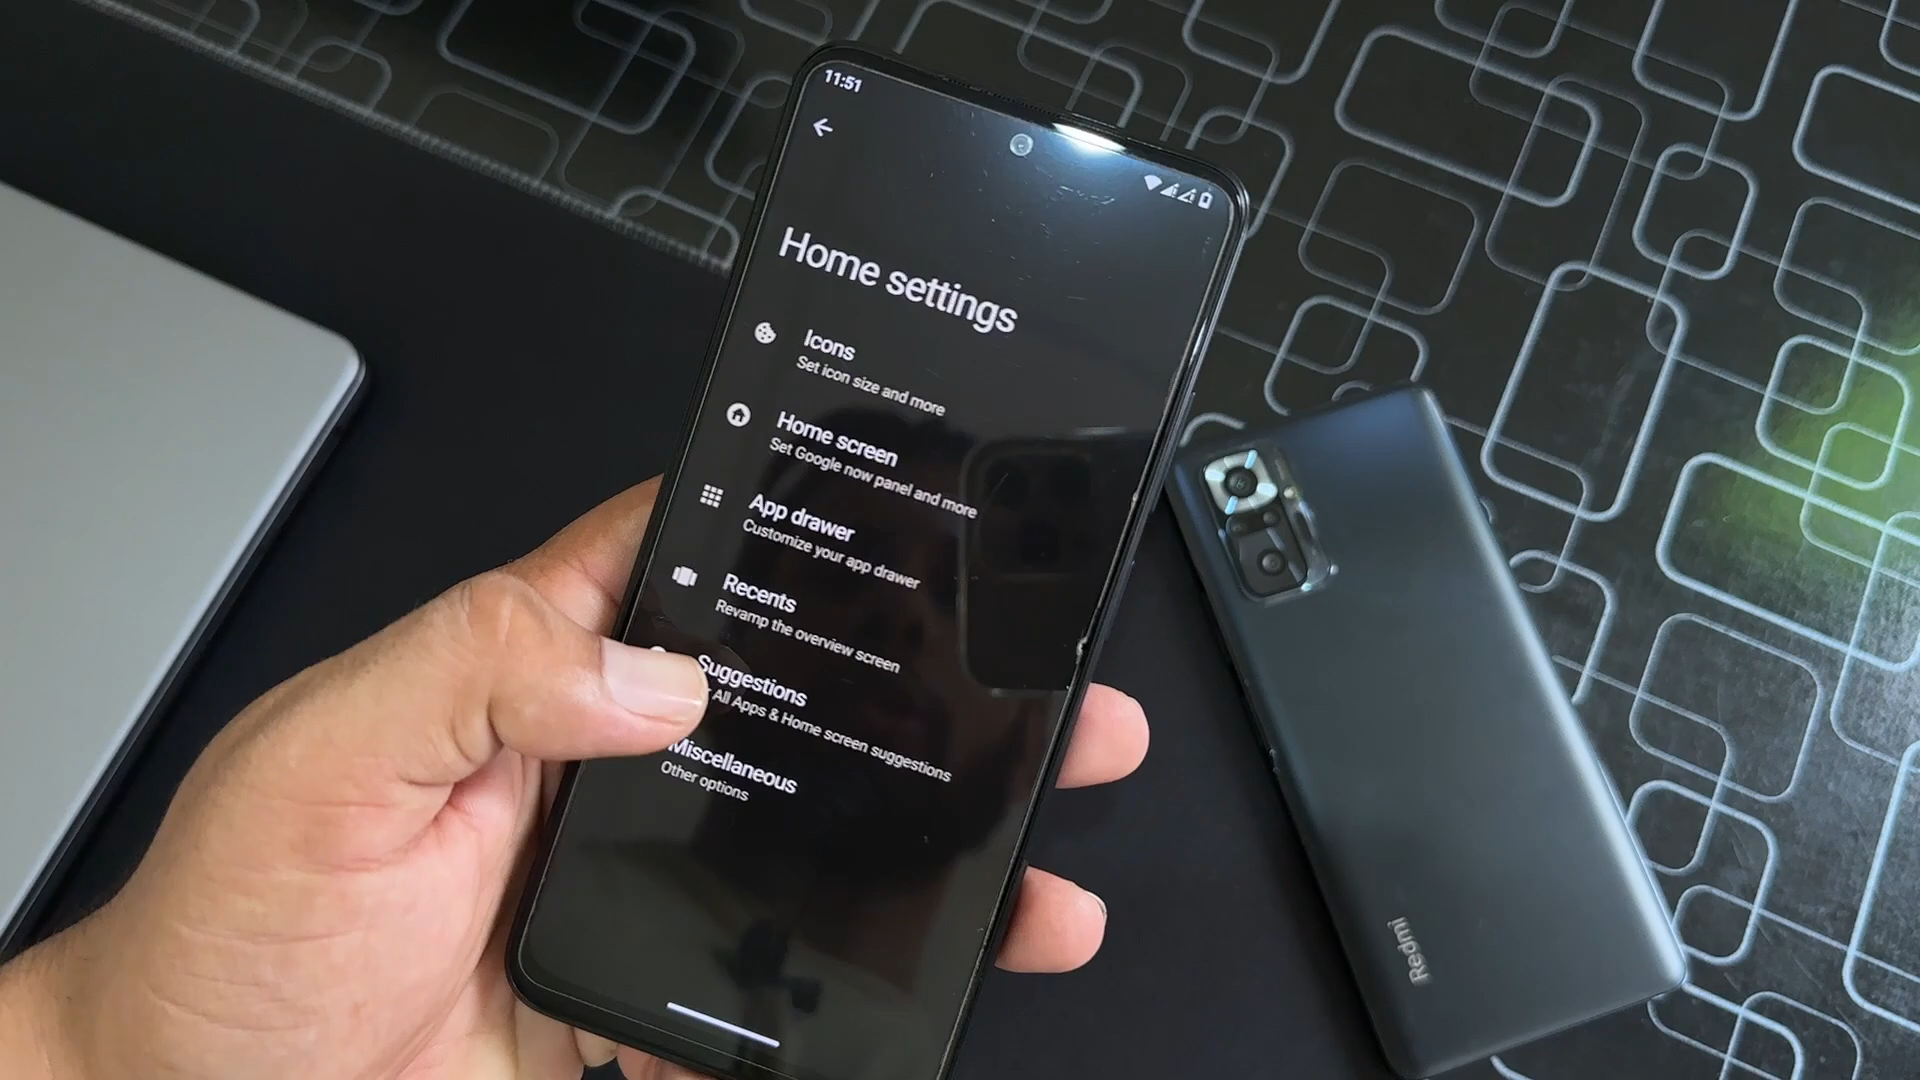 11:51
Home settings
Icons
Set icon size and more
Home screen
Set Google now panel and more
App drawer
Customize your app drawer
Recents
Revamp the overview screen
Suggestions
All Apps & Home screen suggestions
Miscellaneous
Other options
Redmi